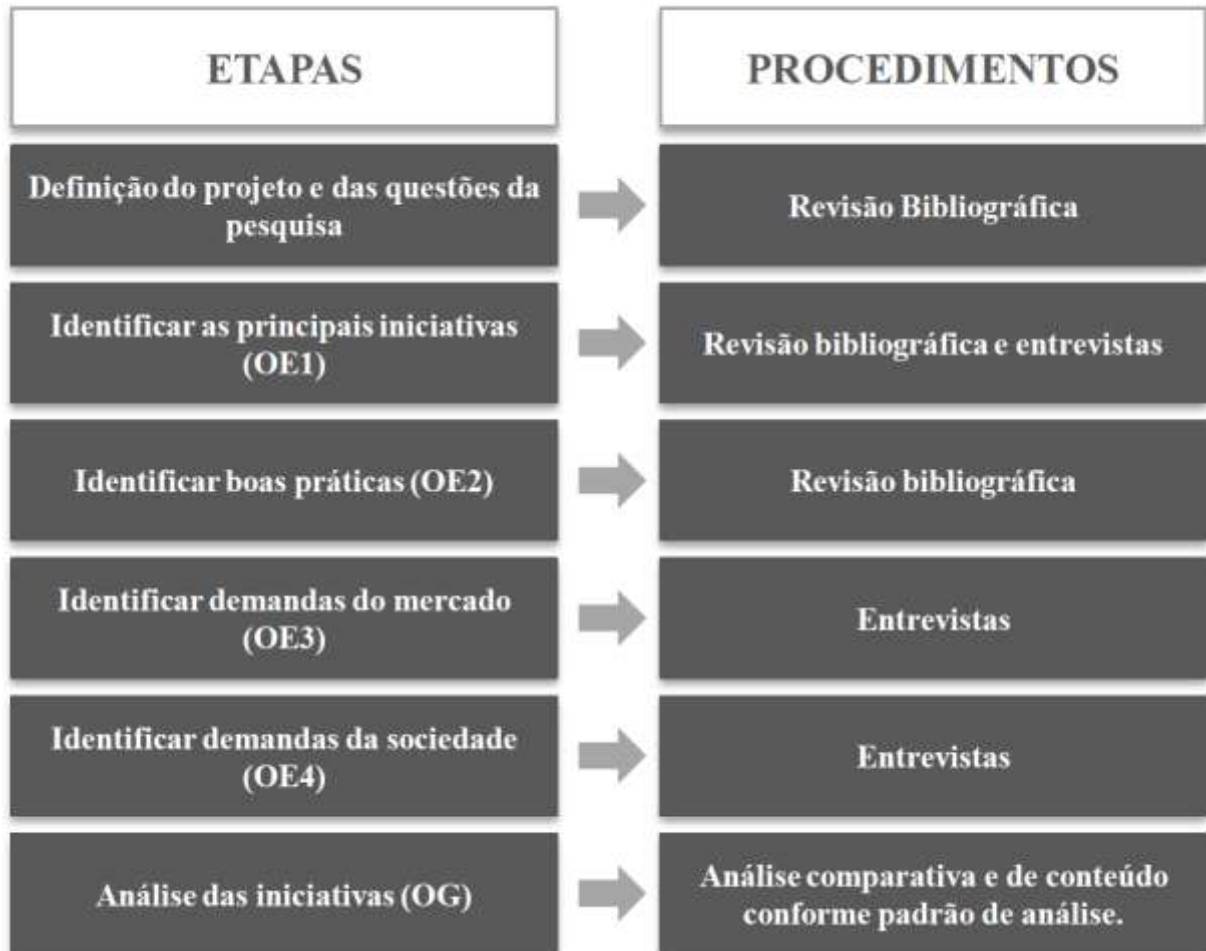 ETAPAS
PROCEDIMENTOS
Definição do projeto e das questões da
pesquisa
Revisão Bibliográfica
Identificar as principais iniciativas
(OE1)
Revisão bibliográfica e entrevistas
Identificar boas práticas (OE2)
Revisão bibliográfica
Identificar demandas do mercado
(OE3)
Entrevistas
Identificar demandas da sociedade
(OE4)
Entrevistas
Análise das iniciativas (OG)
Análise comparativa e de conteúdo
conforme padrão de análise.